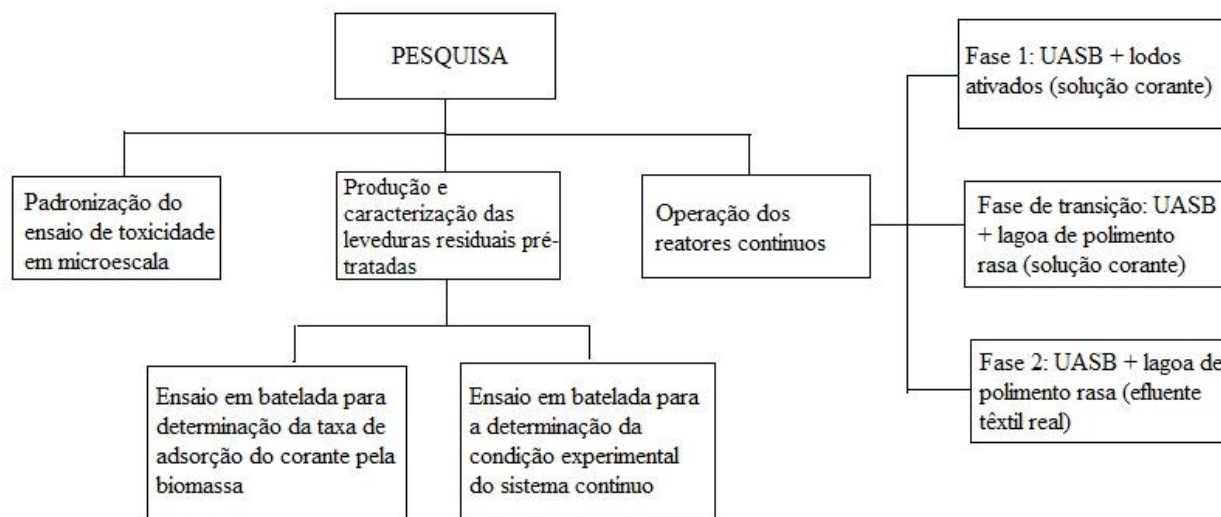 PESQUISA
Padronização do
ensaio de toxicidade
em microescala
Produção e
caracterização das
leveduras residuais pré-
tratadas
Operação dos
reatores contínuos
Ensaio em batelada para
determinação da taxa de
adsorção do corante pela
biomassa
Ensaio em batelada para
a determinação da
condição experimental
do sistema contínuo
Fase 1: UASB + lodos
ativados (solução corante)
Fase de transição: UASB
+ lagoa de polimento
rasa (solução corante)
Fase 2: UASB + lagoa de
polimento rasa (efluente
têxtil real)